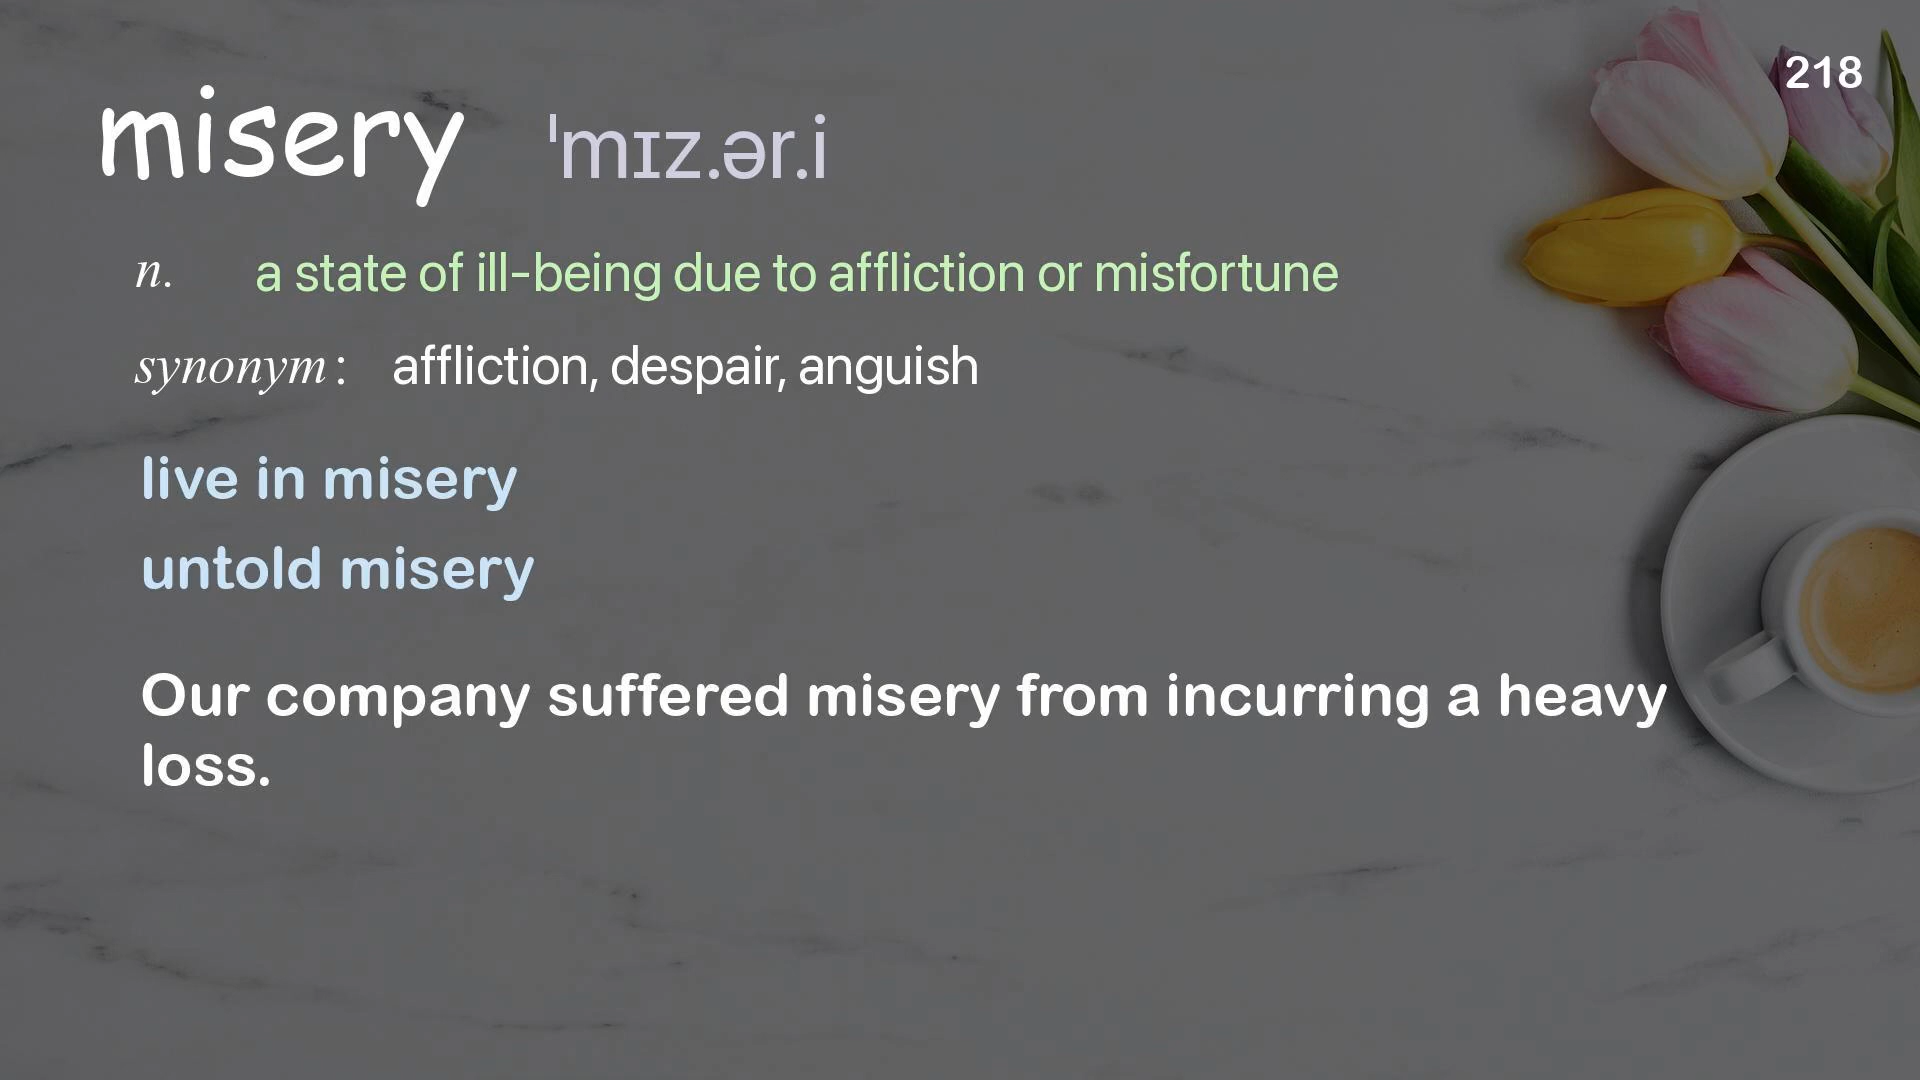 218
misery ˈmɪz.ər.i
n. a state of ill-being due to affliction or misfortune
synonym: affliction, despair, anguish
live in misery
untold misery
Our company suffered misery from incurring a heavy
loss.